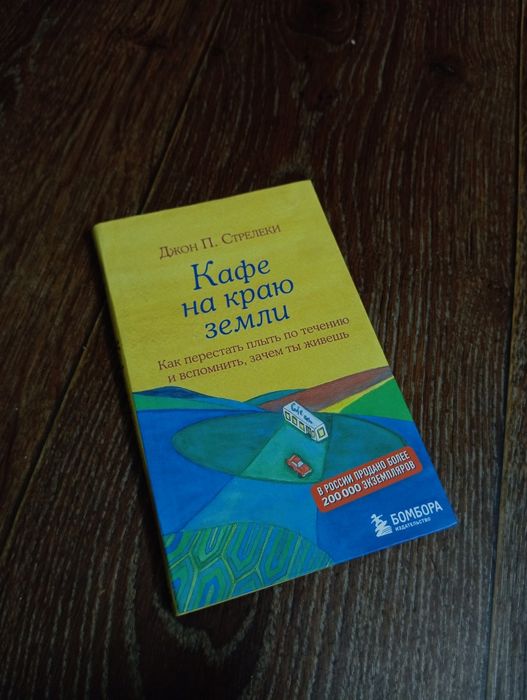 Джон П. Стрелеки
Кафе
на краю
земли
Как перестать плыть по течению
и вспомнить, зачем ты живешь
В РОССИИ ПРОДАНО БОЛЕЕ
200 000 ЭКЗЕМПЛЯРОВ
БОМБОРА
ИЗДАТЕЛЬСТВО